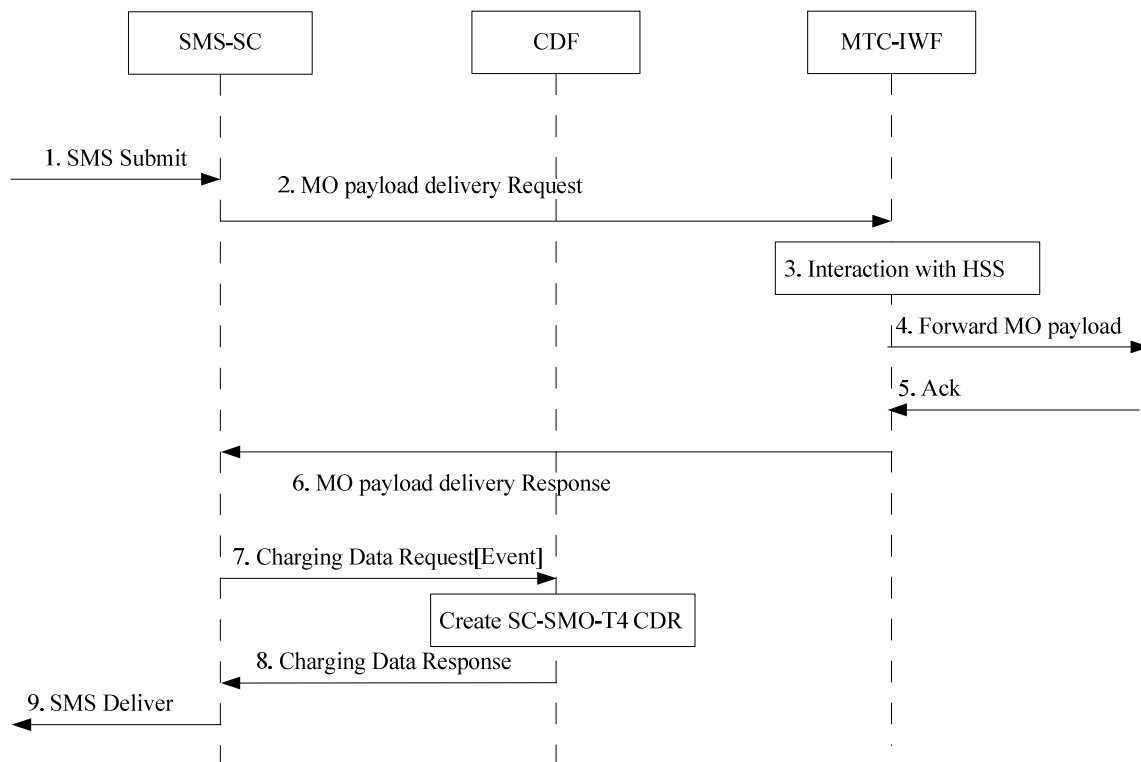 SMS-SC
CDF
MTC-IWF
1. SMS Submit
2. MO payload delivery Request
3. Interaction with HSS
4. Forward MO payload
5. Ack
6. MO payload delivery Response
7. Charging Data Request[Event]
Create SC-SMO-T4 CDR
8. Charging Data Response
9. SMS Deliver